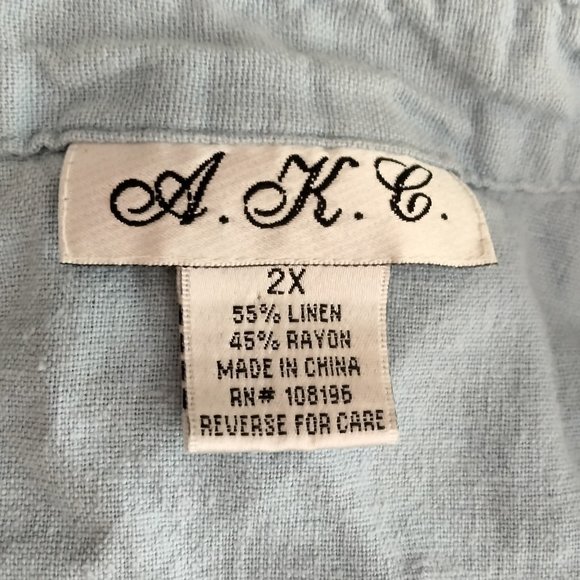 A.K.C.
2X
55% LINEN
45% RAYON
MADE IN CHINA
RN# 108196
REVERSE FOR CARE